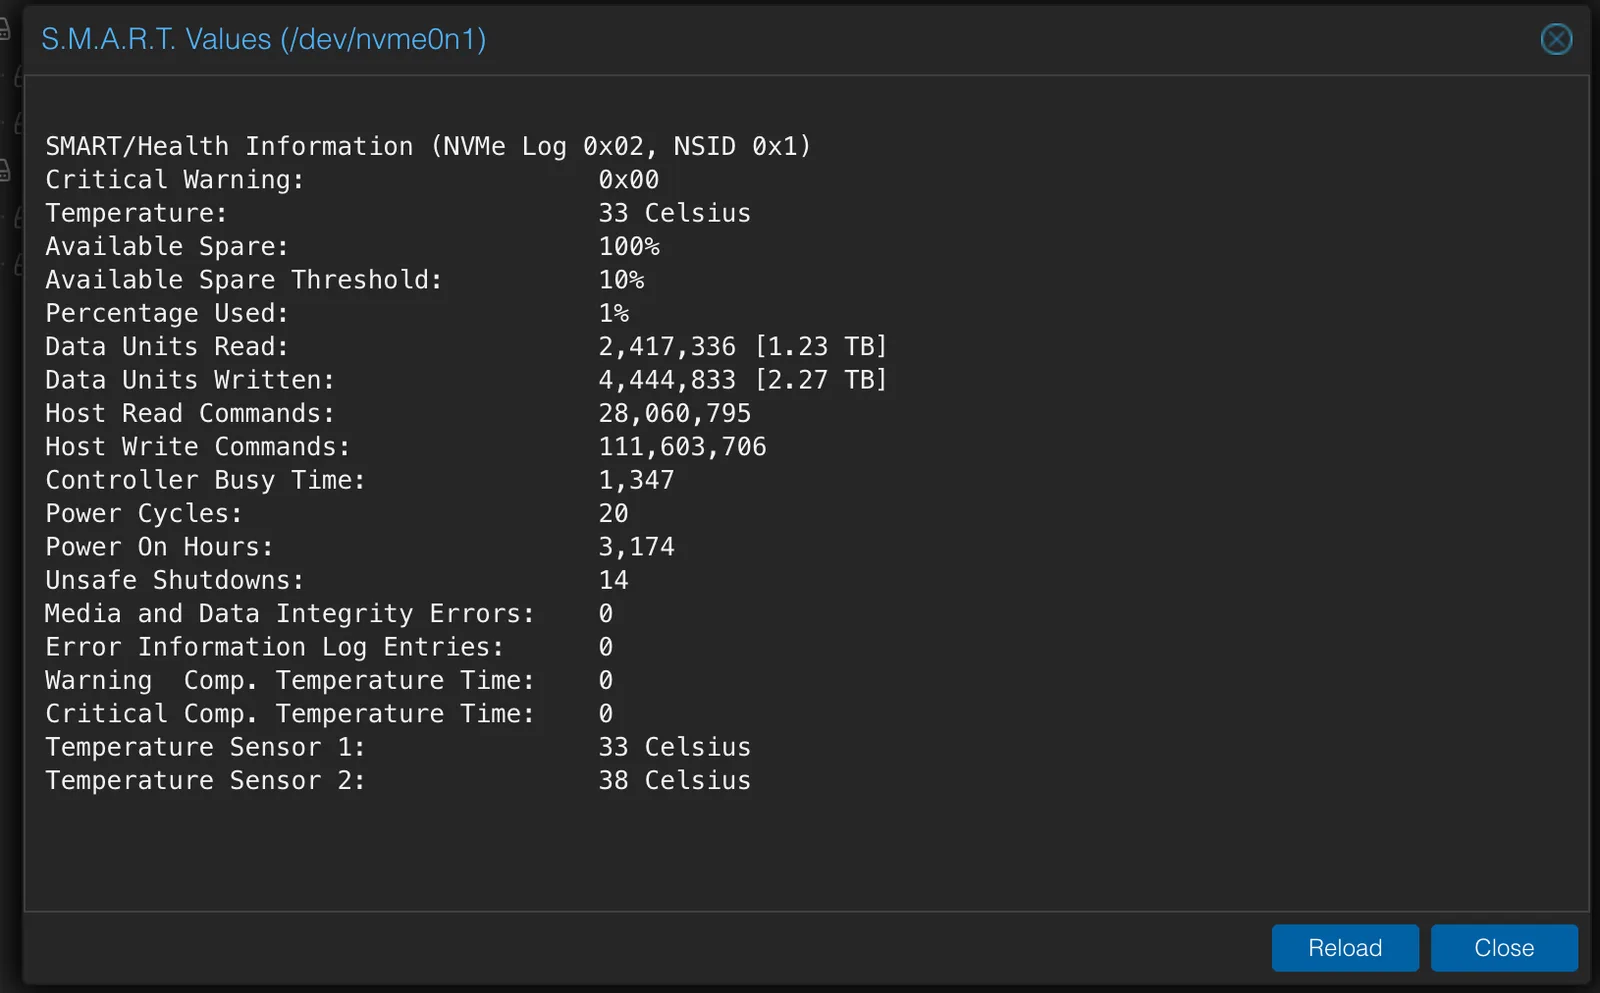 S.M.A.R.T. Values (/dev/nvme0n1)
SMART/Health Information (NVMe Log 0x02, NSID 0x1)
Critical Warning: 0x00
Temperature: 33 Celsius
Available Spare: 100%
Available Spare Threshold: 10%
Percentage Used: 1%
Data Units Read: 2,417,336 [1.23 TB]
Data Units Written: 4,444,833 [2.27 TB]
Host Read Commands: 28,060,795
Host Write Commands: 111,603,706
Controller Busy Time: 1,347
Power Cycles: 20
Power On Hours: 3,174
Unsafe Shutdowns: 14
Media and Data Integrity Errors: 0
Error Information Log Entries: 0
Warning  Comp. Temperature Time: 0
Critical Comp. Temperature Time: 0
Temperature Sensor 1: 33 Celsius
Temperature Sensor 2: 38 Celsius
Reload Close